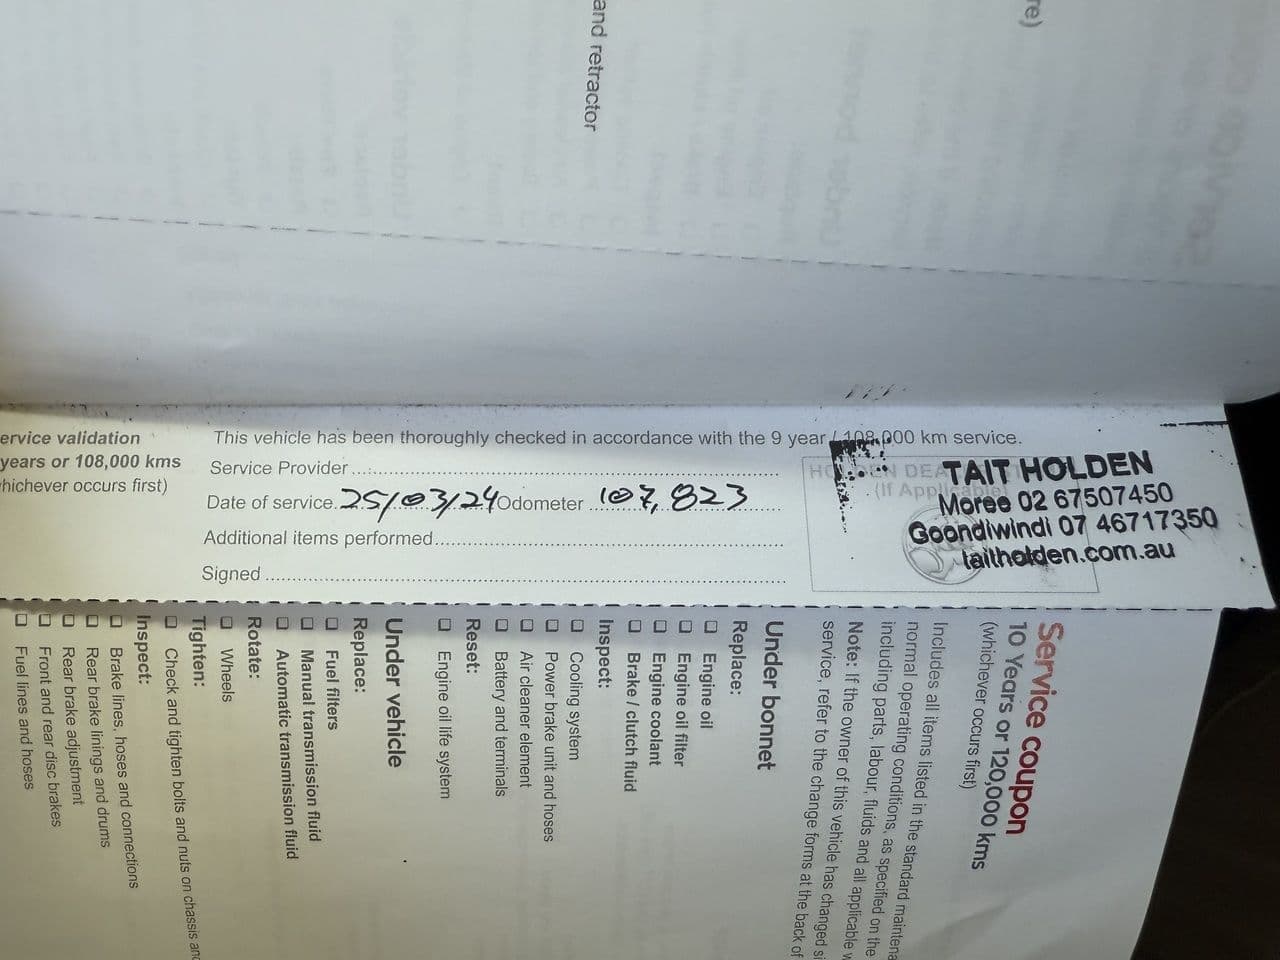 re)
and retractor
ervice validation
years or 108,000 kms
hichever occurs first)
This vehicle has been thoroughly checked in accordance with the 9 year / 108,000 km service.
Service Provider
Date of service. 25/03/24 Odometer 107,823
Additional items performed
Signed
HOLDEN DEA
(If Applicable)
TAIT HOLDEN
Moree 02 67507450
Goondiwindi 07 46717350
taitholden.com.au
Service coupon
10 Years or 120,000 kms
(whichever occurs first)
Includes all items listed in the standard maintena
normal operating conditions, as specified on the
including parts, labour, fluids and all applicable
Note: If the owner of this vehicle has changed si
service, refer to the change forms at the back of
Under bonnet
Replace:
Engine oil
Engine oil filter
Engine coolant
Brake / clutch fluid
Inspect:
Cooling system
Power brake unit and hoses
Air cleaner element
Battery and terminals
Reset:
Engine oil life system
Under vehicle
Replace:
Fuel filters
Manual transmission fluid
Automatic transmission fluid
Rotate:
Wheels
Tighten:
Check and tighten bolts and nuts on chassis and
Inspect:
Brake lines, hoses and connections
Rear brake linings and drums
Rear brake adjustment
Front and rear disc brakes
Fuel lines and hoses